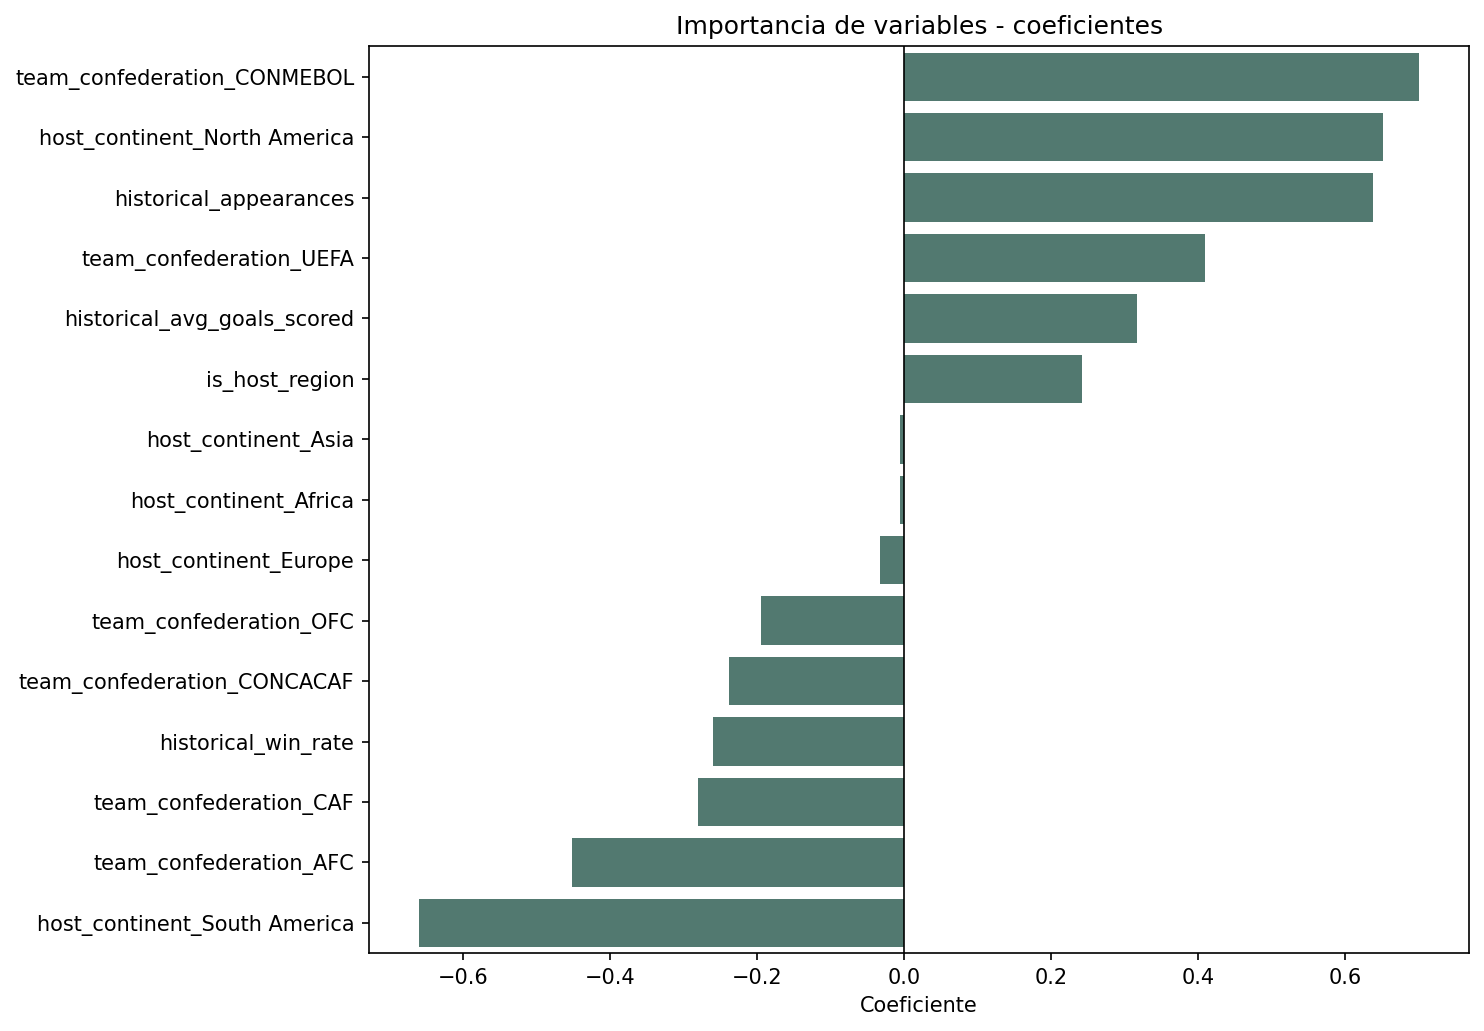 Importancia de variables - coeficientes
team_confederation_CONMEBOL
host_continent_North America
historical_appearances
team_confederation_UEFA
historical_avg_goals_scored
is_host_region
host_continent_Asia
host_continent_Africa
host_continent_Europe
team_confederation_OFC
team_confederation_CONCACAF
historical_win_rate
team_confederation_CAF
team_confederation_AFC
host_continent_South America
−0.6 −0.4 −0.2 0.0 0.2 0.4 0.6
Coeficiente